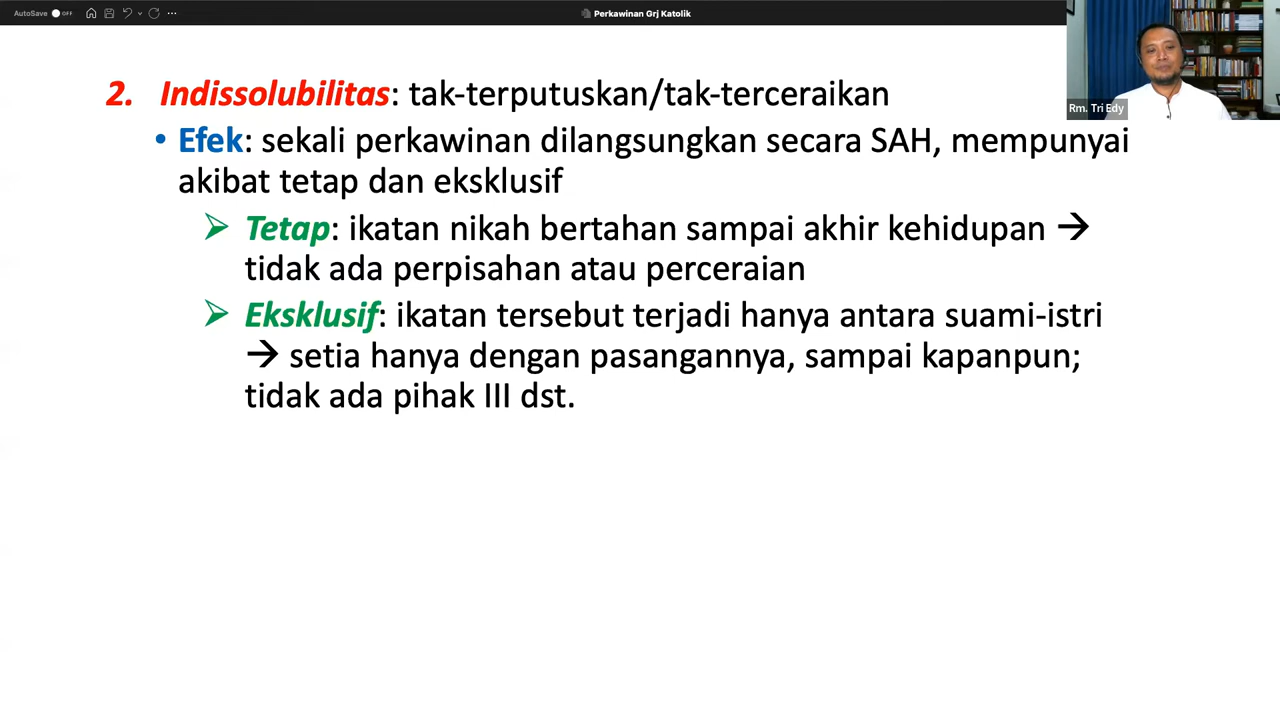 AutoSave OFF
Perkawinan Grj Katolik
Rm. Tri Edy
2. Indissolubilitas: tak-terputuskan/tak-terceraikan
• Efek: sekali perkawinan dilangsungkan secara SAH, mempunyai
akibat tetap dan eksklusif
➢ Tetap: ikatan nikah bertahan sampai akhir kehidupan →
tidak ada perpisahan atau perceraian
➢ Eksklusif: ikatan tersebut terjadi hanya antara suami-istri
→ setia hanya dengan pasangannya, sampai kapanpun;
tidak ada pihak III dst.